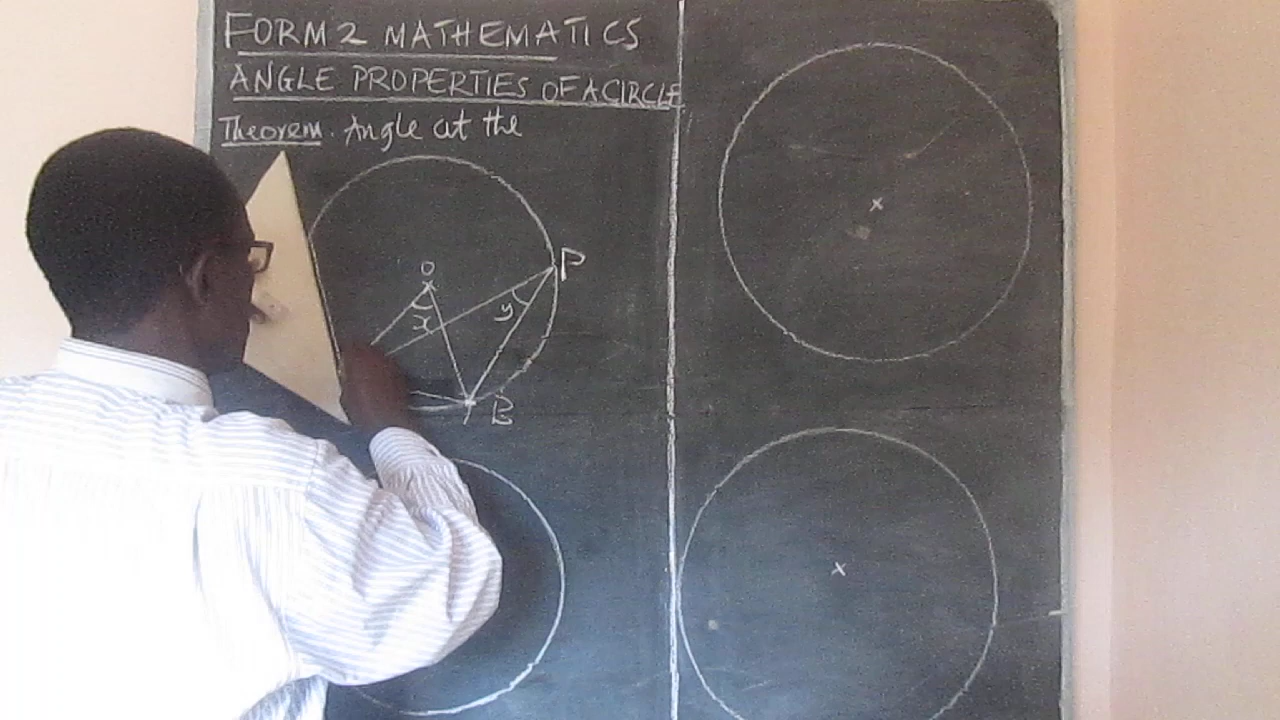 FORM 2 MATHEMATICS
ANGLE PROPERTIES OF A CIRCLE
Theorem. Angle at the
O
P
x
y
B